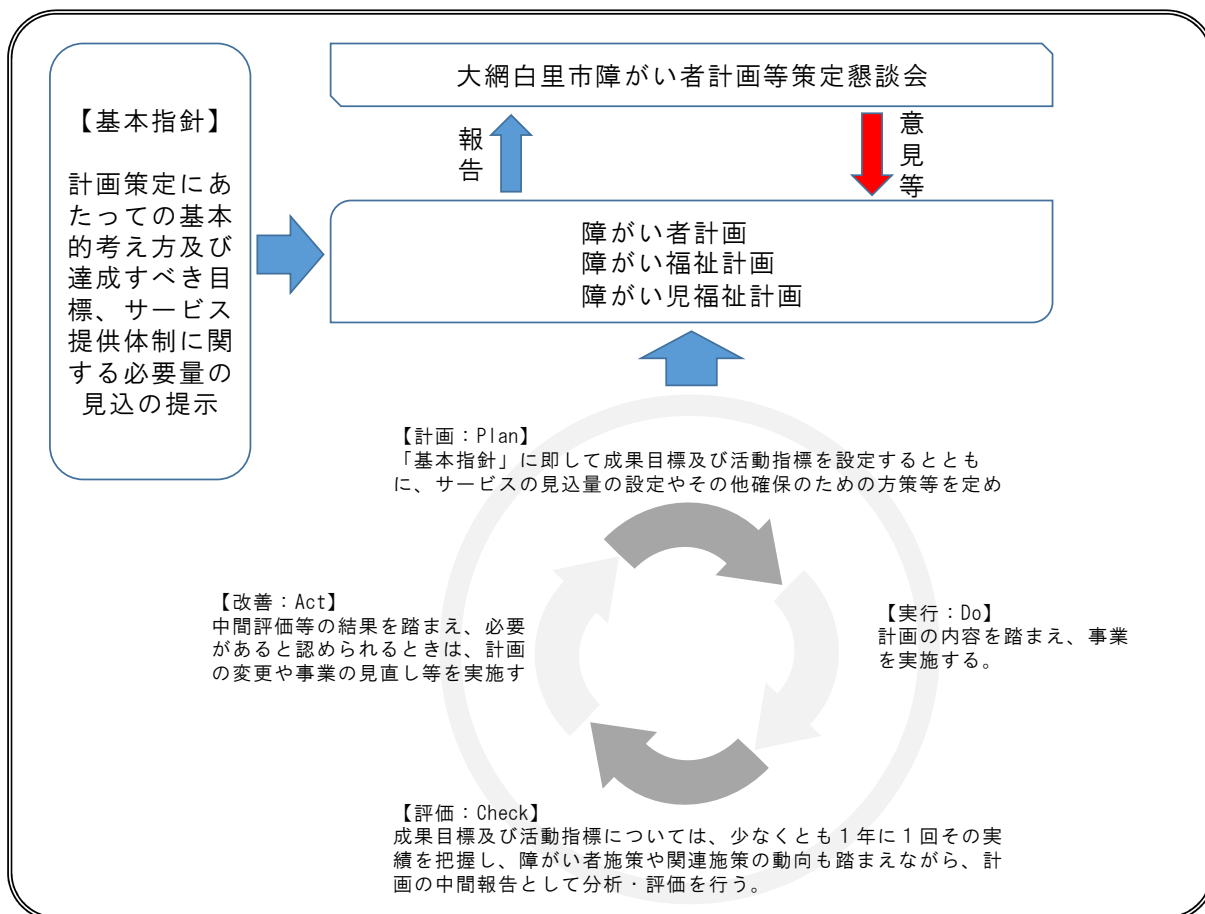 大網白里市障がい者計画等策定懇談会
【基本指針】
計画策定にあ
たっての基本
的考え方及び
達成すべき目
標、サービス
提供体制に関
する必要量の
見込の提示
報告
意見等
障がい者計画
障がい福祉計画
障がい児福祉計画
【計画：Plan】
「基本指針」に即して成果目標及び活動指標を設定するととも
に、サービスの見込量の設定やその他確保のための方策等を定め
【改善：Act】
中間評価等の結果を踏まえ、必要
があると認められるときは、計画
の変更や事業の見直し等を実施す
【実行：Do】
計画の内容を踏まえ、事業
を実施する。
【評価：Check】
成果目標及び活動指標については、少なくとも１年に１回その実
績を把握し、障がい者施策や関連施策の動向も踏まえながら、計
画の中間報告として分析・評価を行う。